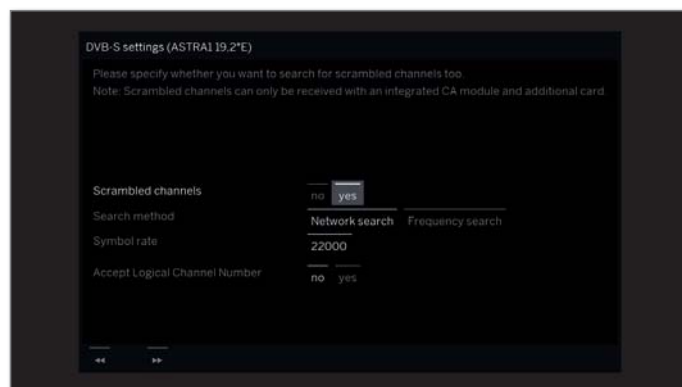 DVB-S settings (ASTRA1 19,2°E)
Please specify whether you want to search for scrambled channels too.
Note: Scrambled channels can only be received with an integrated CA module and additional card.
Scrambled channels no yes
Search method Network search Frequency search
Symbol rate 22000
Accept Logical Channel Number no yes